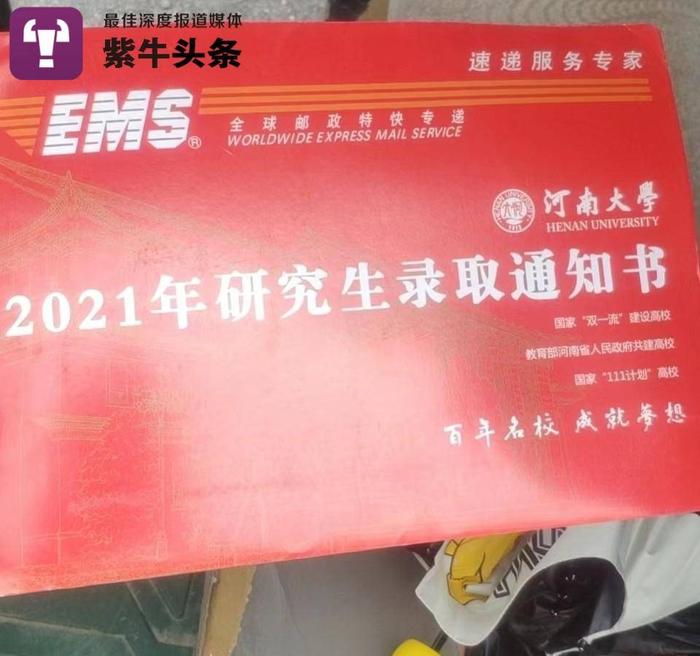 最佳深度报道媒体
紫牛头条
速递服务专家
EMS®
全球邮政特快专递
WORLDWIDE EXPRESS MAIL SERVICE
河南大學
HENAN UNIVERSITY
2021年研究生录取通知书
国家“双一流”建设高校
教育部河南省人民政府共建高校
国家“111计划”高校
百年名校 成就夢想